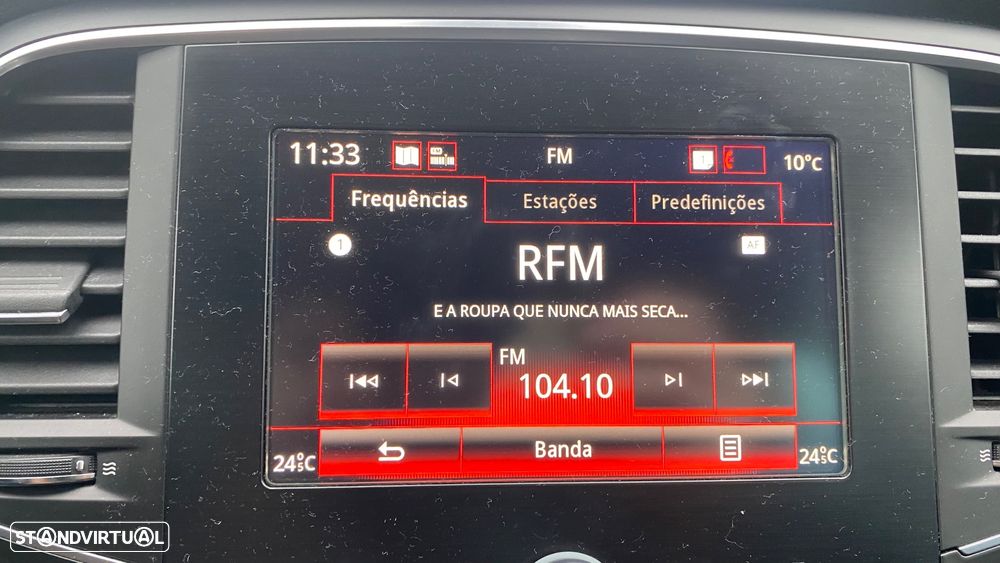 11:33 FM 1 10°C
Frequências Estações Predefinições
1 AF
RFM
E A ROUPA QUE NUNCA MAIS SECA...
FM
104.10
24°C Banda 24°C
STANDVIRTUAL